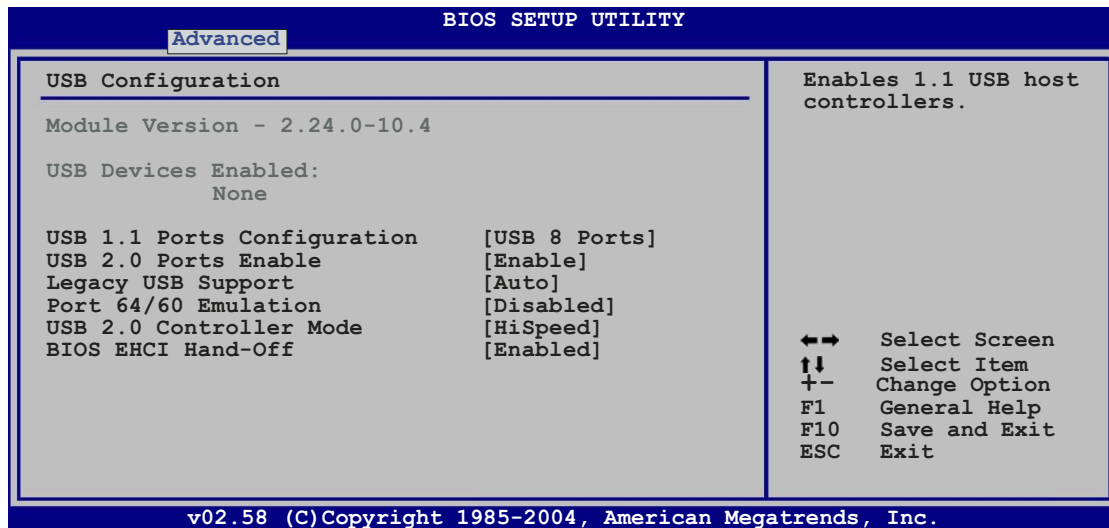 BIOS SETUP UTILITY
Advanced
USB Configuration
Module Version - 2.24.0-10.4
USB Devices Enabled:
None
USB 1.1 Ports Configuration [USB 8 Ports]
USB 2.0 Ports Enable [Enable]
Legacy USB Support [Auto]
Port 64/60 Emulation [Disabled]
USB 2.0 Controller Mode [HiSpeed]
BIOS EHCI Hand-Off [Enabled]
Enables 1.1 USB host
controllers.
←→ Select Screen
↑↓ Select Item
+- Change Option
F1 General Help
F10 Save and Exit
ESC Exit
v02.58 (C)Copyright 1985-2004, American Megatrends, Inc.